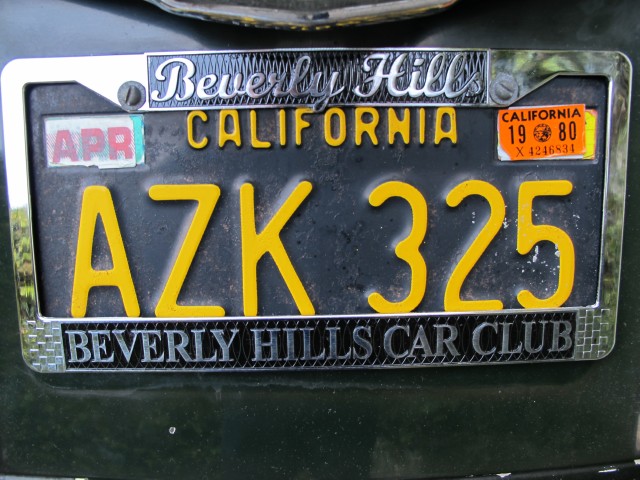 Beverly Hills
CALIFORNIA
APR
CALIFORNIA
19 80
X 4246834
AZK 325
BEVERLY HILLS CAR CLUB